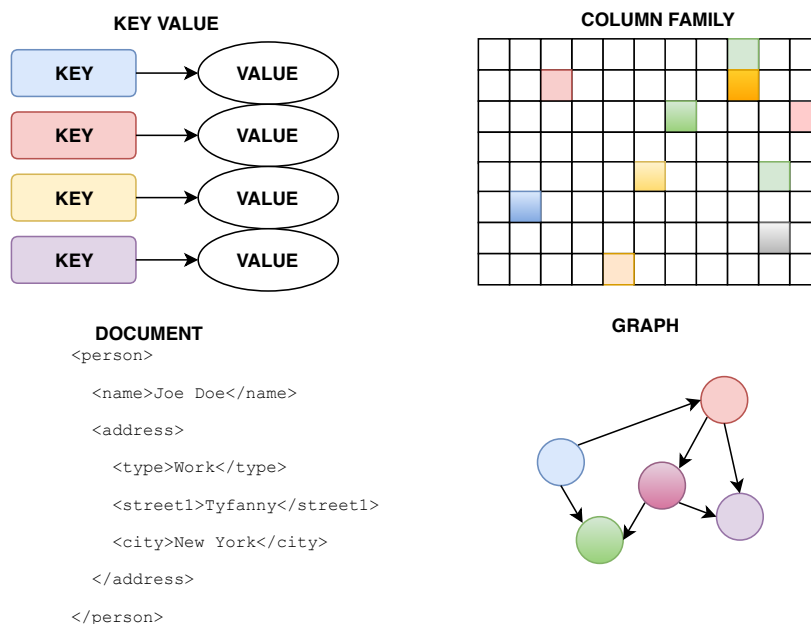 KEY VALUE
KEY VALUE
KEY VALUE
KEY VALUE
KEY VALUE
COLUMN FAMILY
DOCUMENT
<person>
<name>Joe Doe</name>
<address>
<type>Work</type>
<street1>Tyfanny</street1>
<city>New York</city>
</address>
</person>
GRAPH